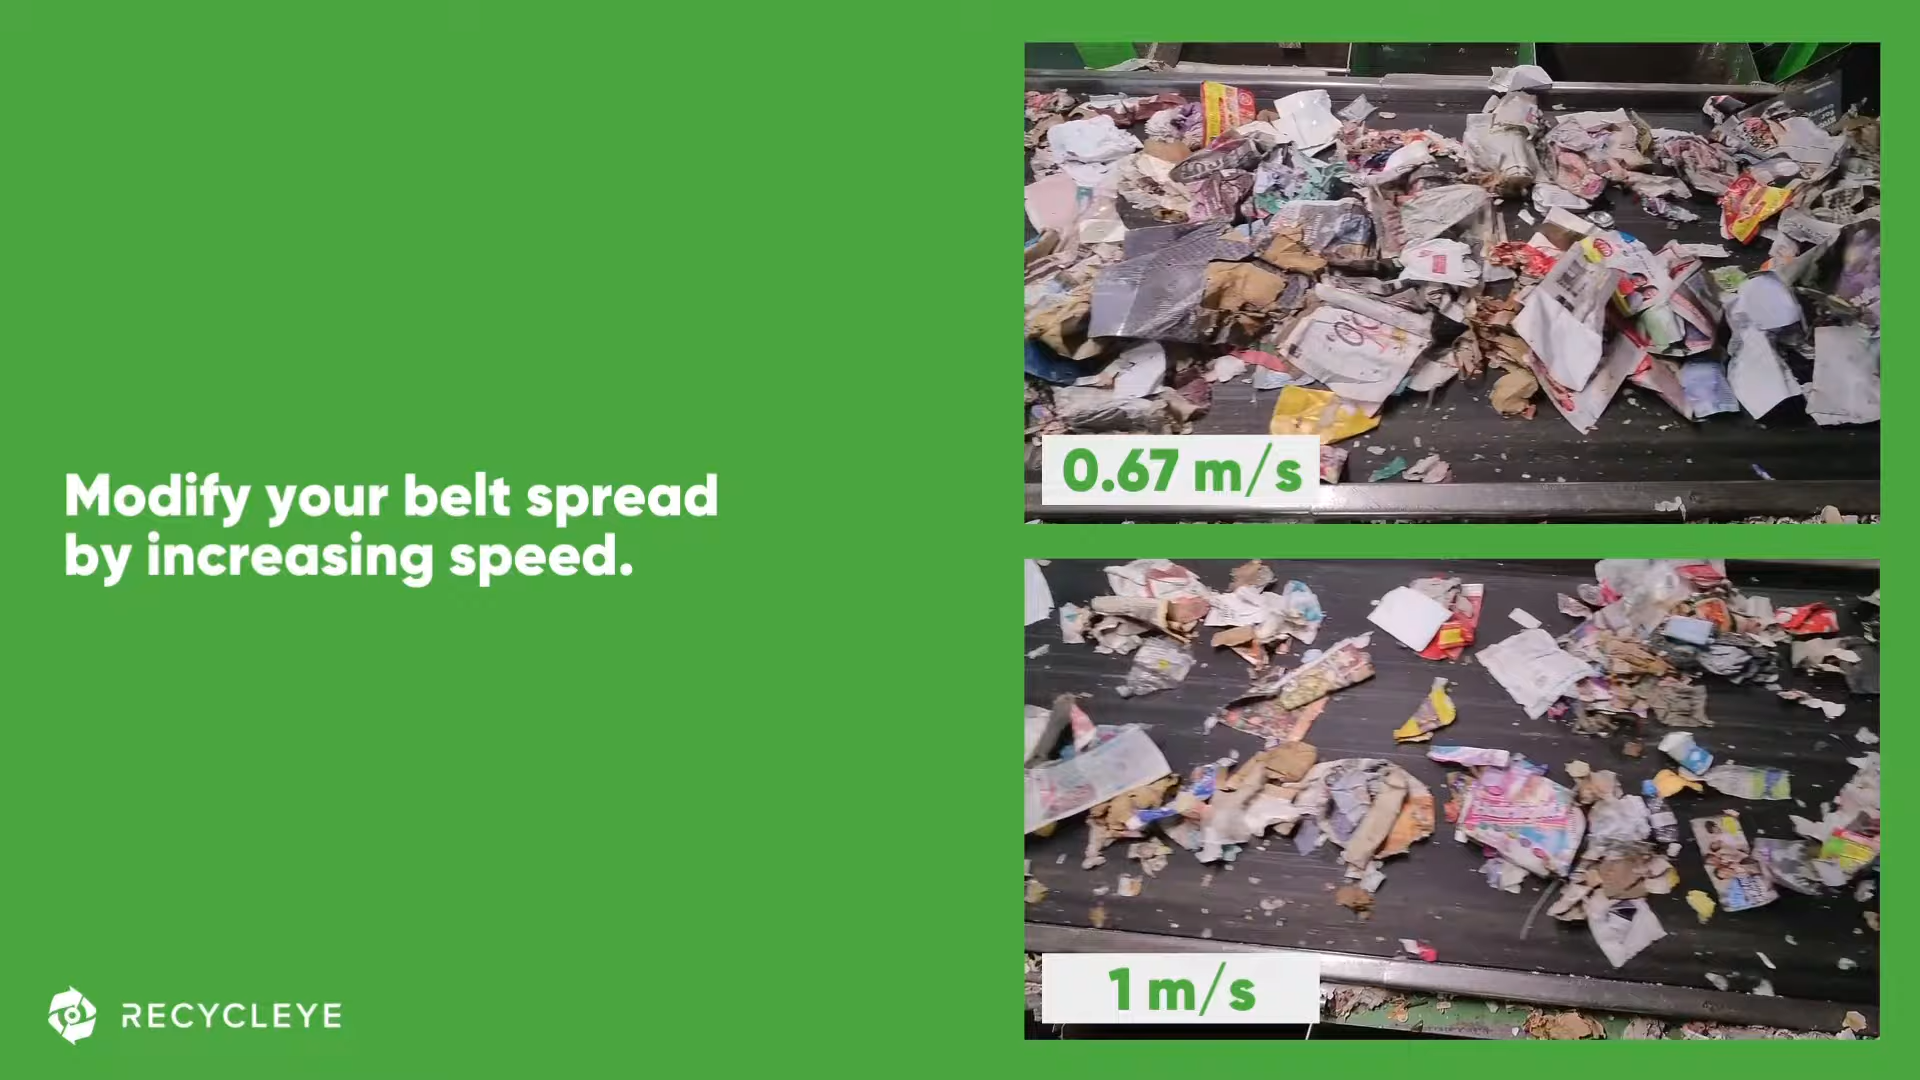 Modify your belt spread
by increasing speed.
0.67 m/s
1 m/s
RECYCLEYE